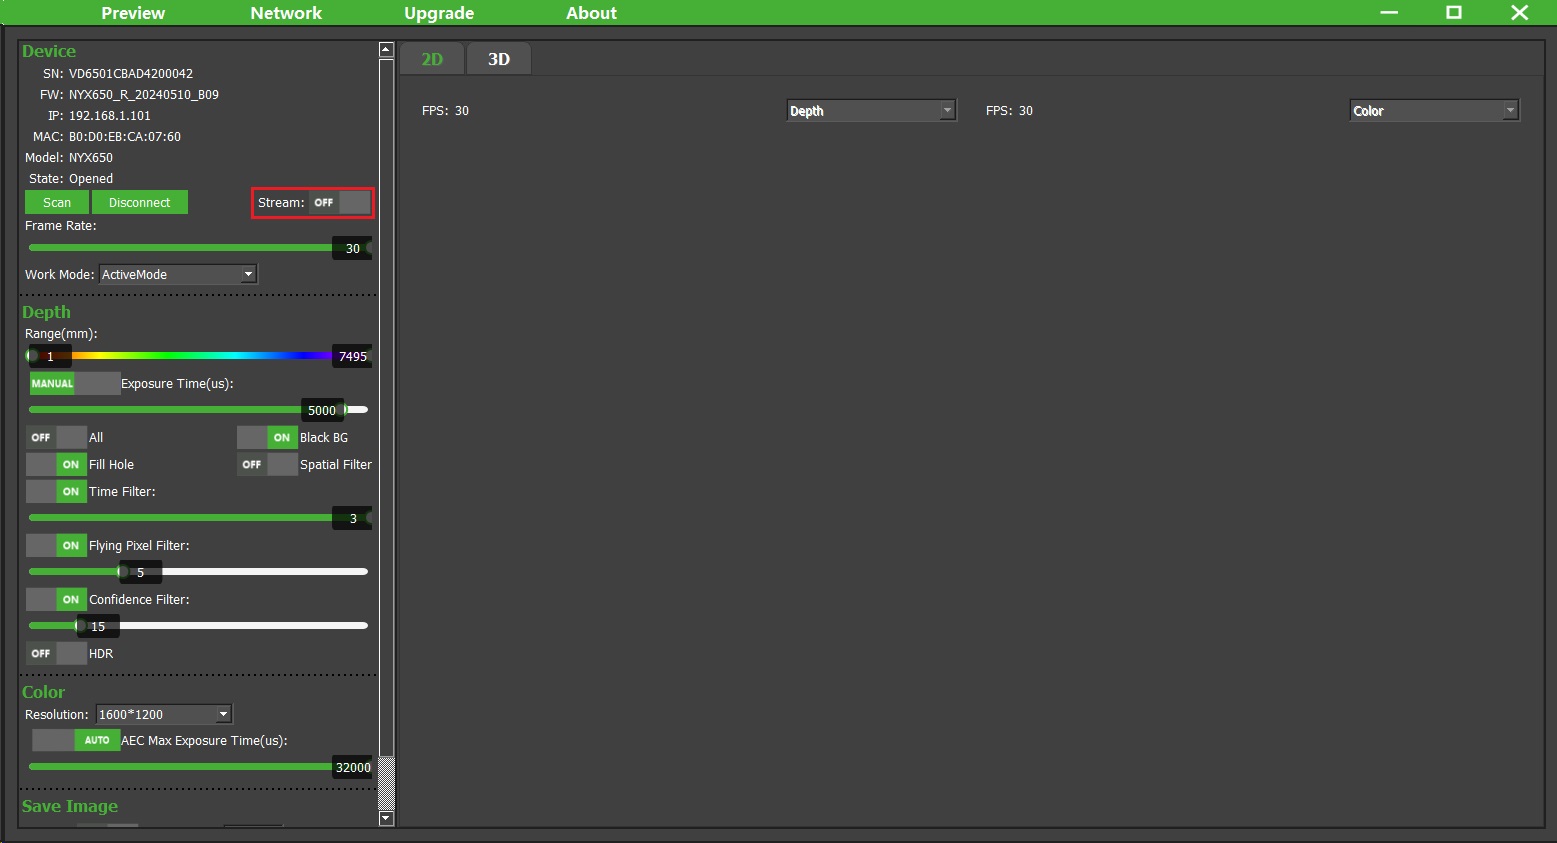 Preview Network Upgrade About
Device
SN: VD6501CBAD4200042
FW: NYX650_R_20240510_B09
IP: 192.168.1.101
MAC: B0:D0:EB:CA:07:60
Model: NYX650
State: Opened
Scan Disconnect Stream: OFF
Frame Rate:
30
Work Mode: ActiveMode
Depth
Range(mm):
1 7495
MANUAL Exposure Time(us):
5000
OFF All ON Black BG
ON Fill Hole OFF Spatial Filter
ON Time Filter:
3
ON Flying Pixel Filter:
5
ON Confidence Filter:
15
OFF HDR
Color
Resolution: 1600*1200
AUTO AEC Max Exposure Time(us):
32000
Save Image
2D 3D
FPS: 30 Depth FPS: 30 Color